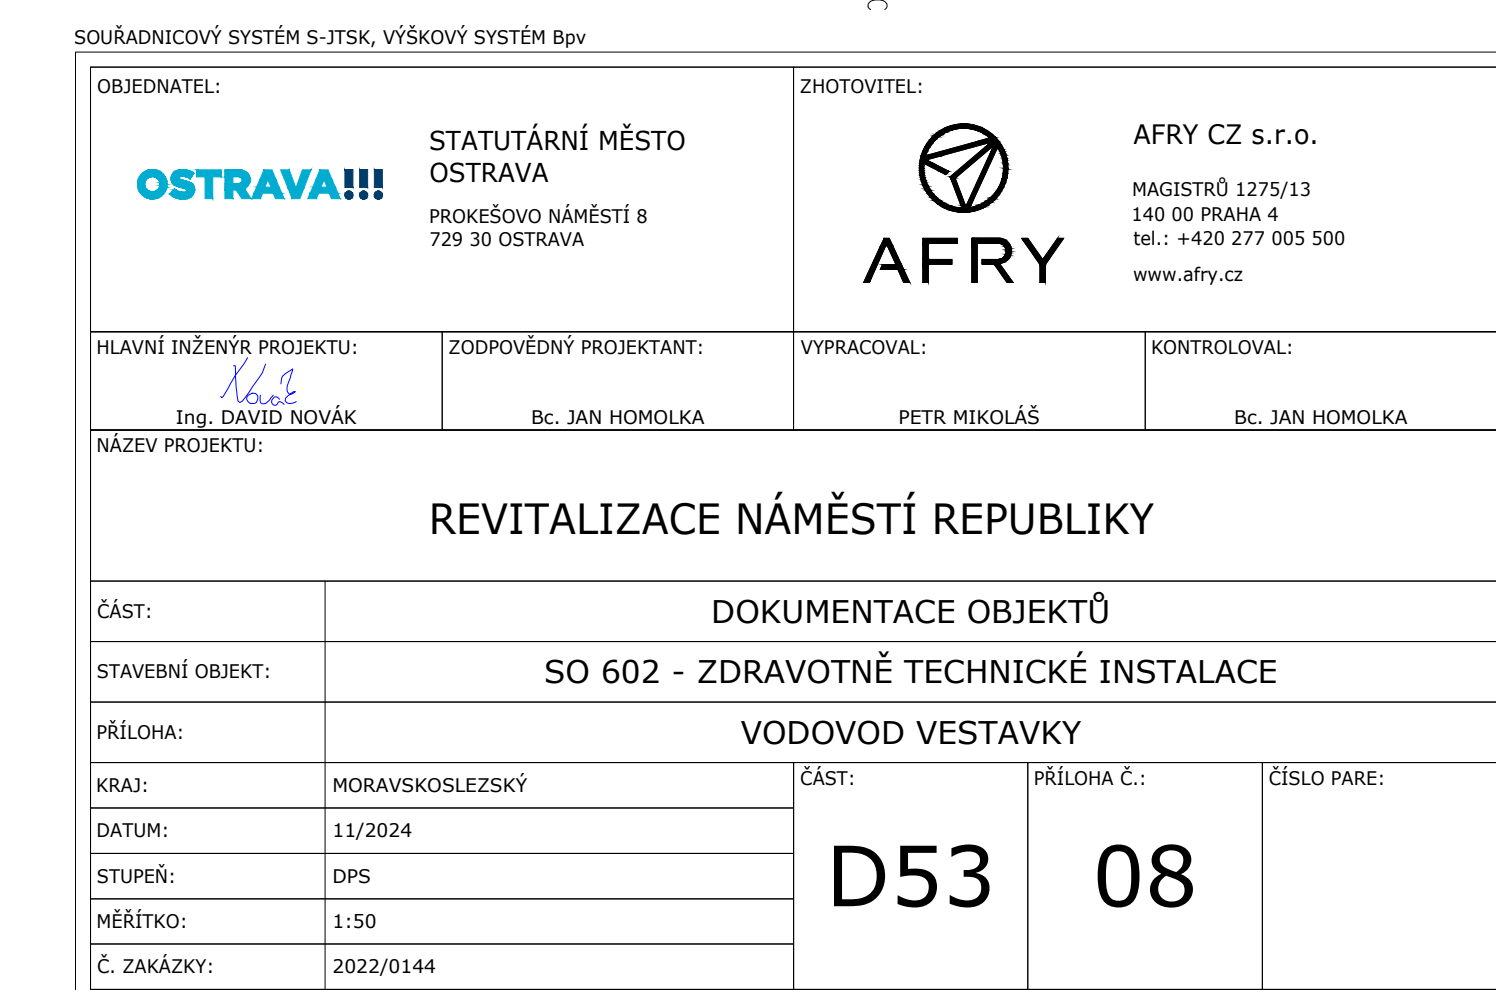 SOUŘADNICOVÝ SYSTÉM S-JTSK, VÝŠKOVÝ SYSTÉM Bpv
OBJEDNATEL:
OSTRAVA!!!
STATUTÁRNÍ MĚSTO
OSTRAVA
PROKEŠOVO NÁMĚSTÍ 8
729 30 OSTRAVA
ZHOTOVITEL:
AFRY
AFRY CZ s.r.o.
MAGISTRŮ 1275/13
140 00 PRAHA 4
tel.: +420 277 005 500
www.afry.cz
HLAVNÍ INŽENÝR PROJEKTU:
Novák
Ing. DAVID NOVÁK
ZODPOVĚDNÝ PROJEKTANT:
Bc. JAN HOMOLKA
VYPRACOVAL:
PETR MIKOLÁŠ
KONTROLOVAL:
Bc. JAN HOMOLKA
NÁZEV PROJEKTU:
REVITALIZACE NÁMĚSTÍ REPUBLIKY
ČÁST:
DOKUMENTACE OBJEKTŮ
STAVEBNÍ OBJEKT:
SO 602 - ZDRAVOTNĚ TECHNICKÉ INSTALACE
PŘÍLOHA:
VODOVOD VESTAVKY
KRAJ:
MORAVSKOSLEZSKÝ
DATUM:
11/2024
STUPEŇ:
DPS
MĚŘÍTKO:
1:50
Č. ZAKÁZKY:
2022/0144
ČÁST:
D53
PŘÍLOHA Č.:
08
ČÍSLO PARE: